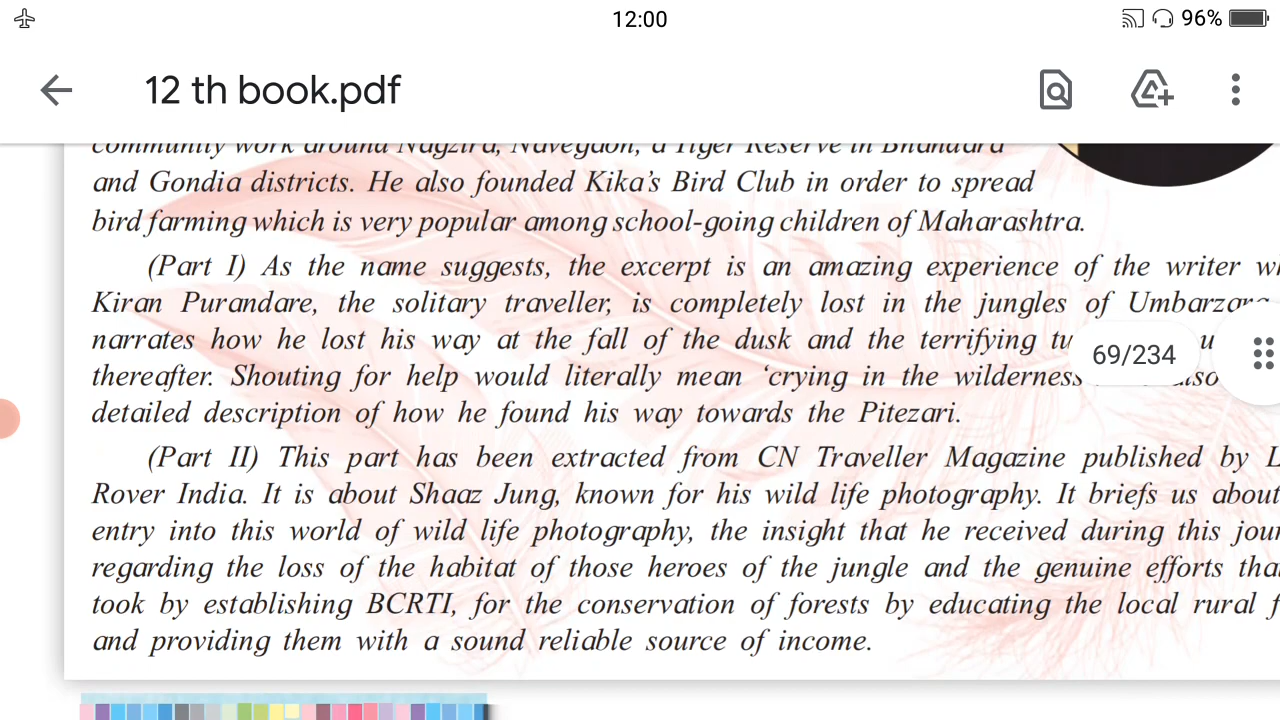 12:00
96%
12 th book.pdf
community work around Nagzira, Navegaon, a Tiger Reserve in Bhandara
and Gondia districts. He also founded Kika's Bird Club in order to spread
bird farming which is very popular among school-going children of Maharashtra.
(Part I) As the name suggests, the excerpt is an amazing experience of the writer
Kiran Purandare, the solitary traveller, is completely lost in the jungles of
narrates how he lost his way at the fall of the dusk and the terrifying
69/234
thereafter. Shouting for help would literally mean 'crying in the wilderness
detailed description of how he found his way towards the Pitezari.
(Part II) This part has been extracted from CN Traveller Magazine published by
Rover India. It is about Shaaz Jung, known for his wild life photography. It briefs us about
entry into this world of wild life photography, the insight that he received during this
regarding the loss of the habitat of those heroes of the jungle and the genuine efforts
took by establishing BCRTI, for the conservation of forests by educating the local rural
and providing them with a sound reliable source of income.